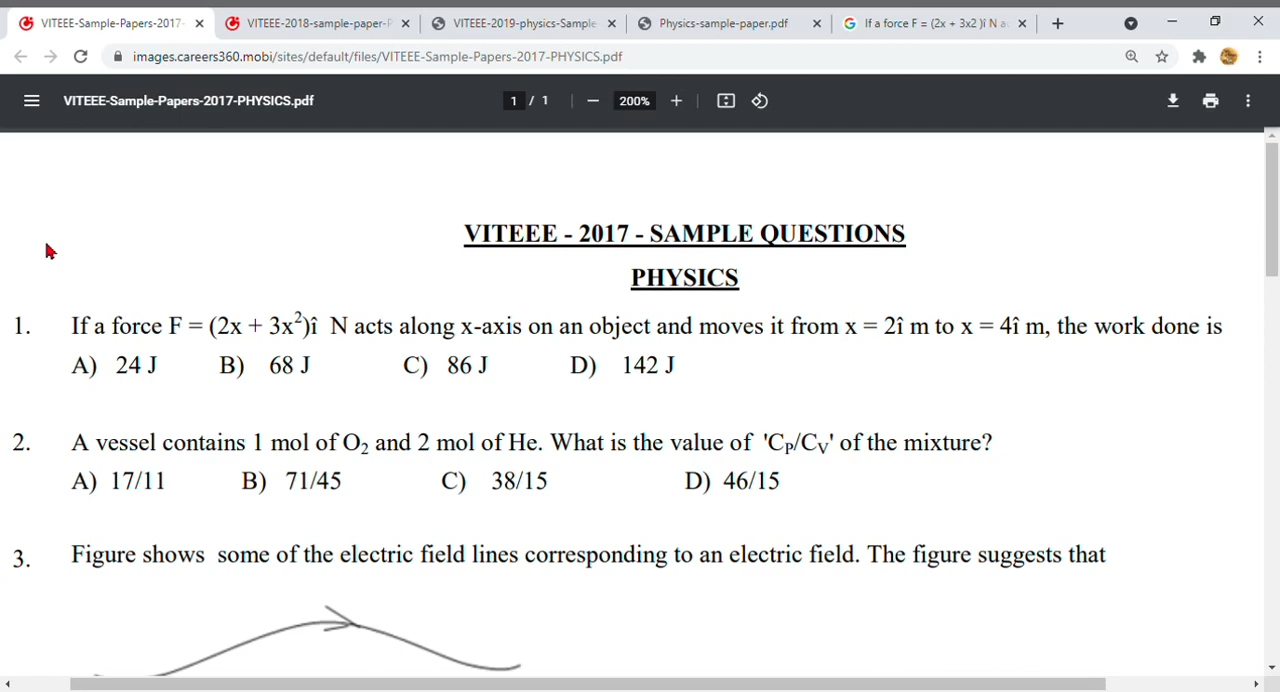 VITEEE-Sample-Papers-2017-
VITEEE-2018-sample-paper-P
VITEEE-2019-physics-Sample
Physics-sample-paper.pdf
If a force F = (2x + 3x2 )î N a
images.careers360.mobi/sites/default/files/VITEEE-Sample-Papers-2017-PHYSICS.pdf
VITEEE-Sample-Papers-2017-PHYSICS.pdf
1 / 1
200%
VITEEE - 2017 - SAMPLE QUESTIONS
PHYSICS
1. If a force F = (2x + 3x²)î N acts along x-axis on an object and moves it from x = 2î m to x = 4î m, the work done is
A) 24 J B) 68 J C) 86 J D) 142 J
2. A vessel contains 1 mol of O₂ and 2 mol of He. What is the value of 'Cₚ/Cᵥ' of the mixture?
A) 17/11 B) 71/45 C) 38/15 D) 46/15
3. Figure shows some of the electric field lines corresponding to an electric field. The figure suggests that